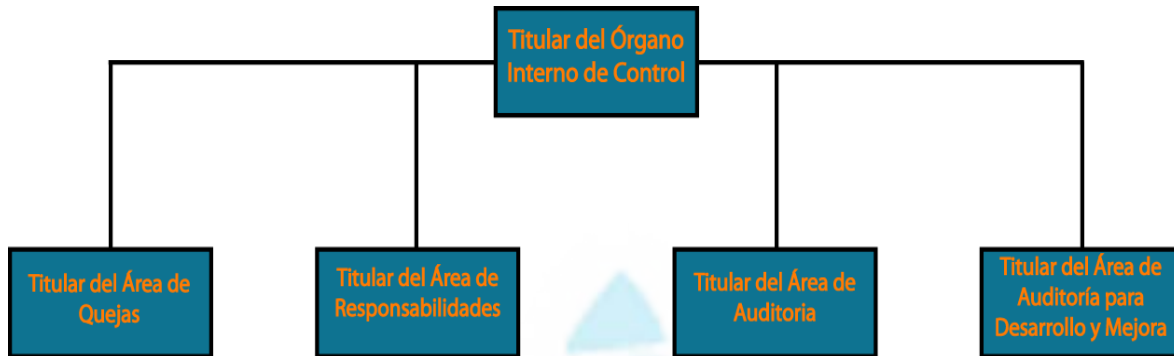 Titular del Órgano
Interno de Control
Titular del Área de
Quejas
Titular del Área de
Responsabilidades
Titular del Área de
Auditoria
Titular del Área de
Auditoría para
Desarrollo y Mejora